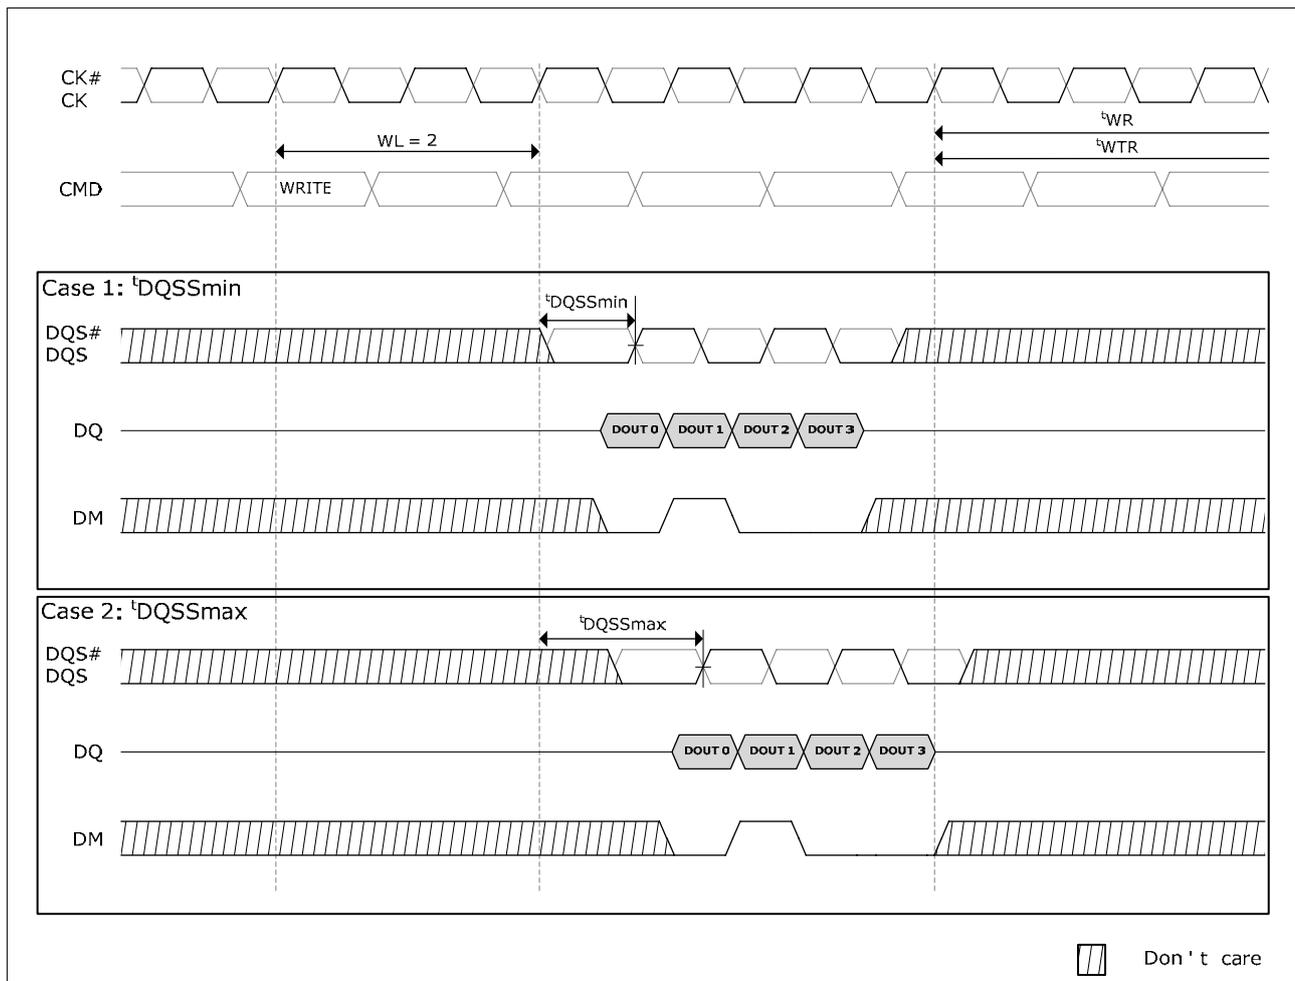 CK#
CK
tWR
WL = 2
tWTR
CMD
WRITE
Case 1: tDQSSmin
tDQSSmin
DQS#
DQS
DQ
DOUT 0 DOUT 1 DOUT 2 DOUT 3
DM
Case 2: tDQSSmax
tDQSSmax
DQS#
DQS
DQ
DOUT 0 DOUT 1 DOUT 2 DOUT 3
DM
Don't care